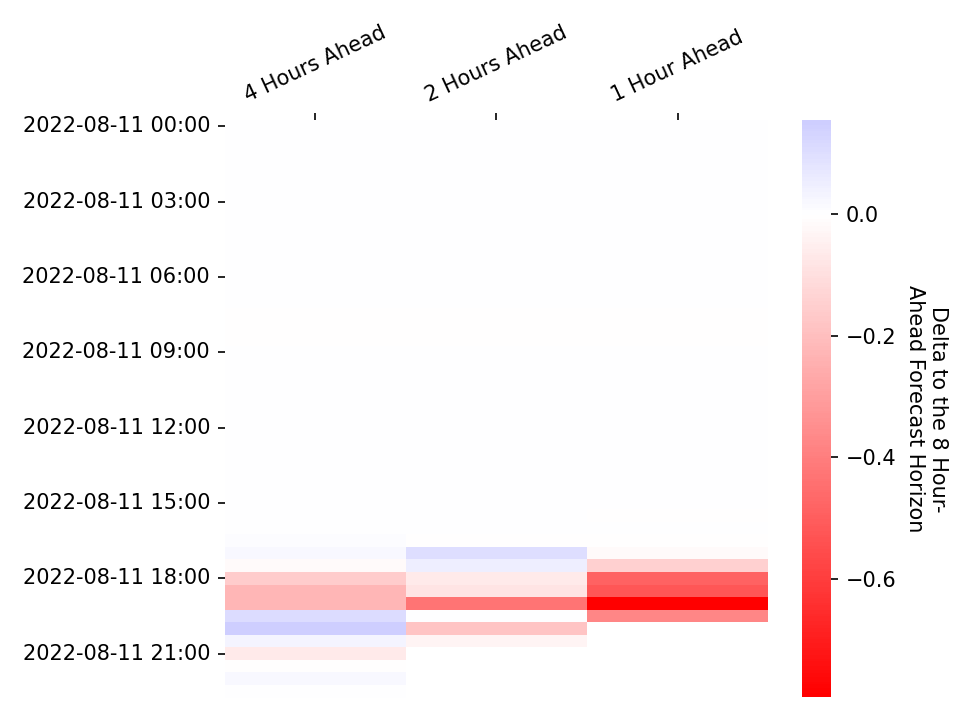 4 Hours Ahead
2 Hours Ahead
1 Hour Ahead
2022-08-11 00:00
2022-08-11 03:00
2022-08-11 06:00
2022-08-11 09:00
2022-08-11 12:00
2022-08-11 15:00
2022-08-11 18:00
2022-08-11 21:00
0.0
−0.2
−0.4
−0.6
Delta to the 8 Hour-
Ahead Forecast Horizon